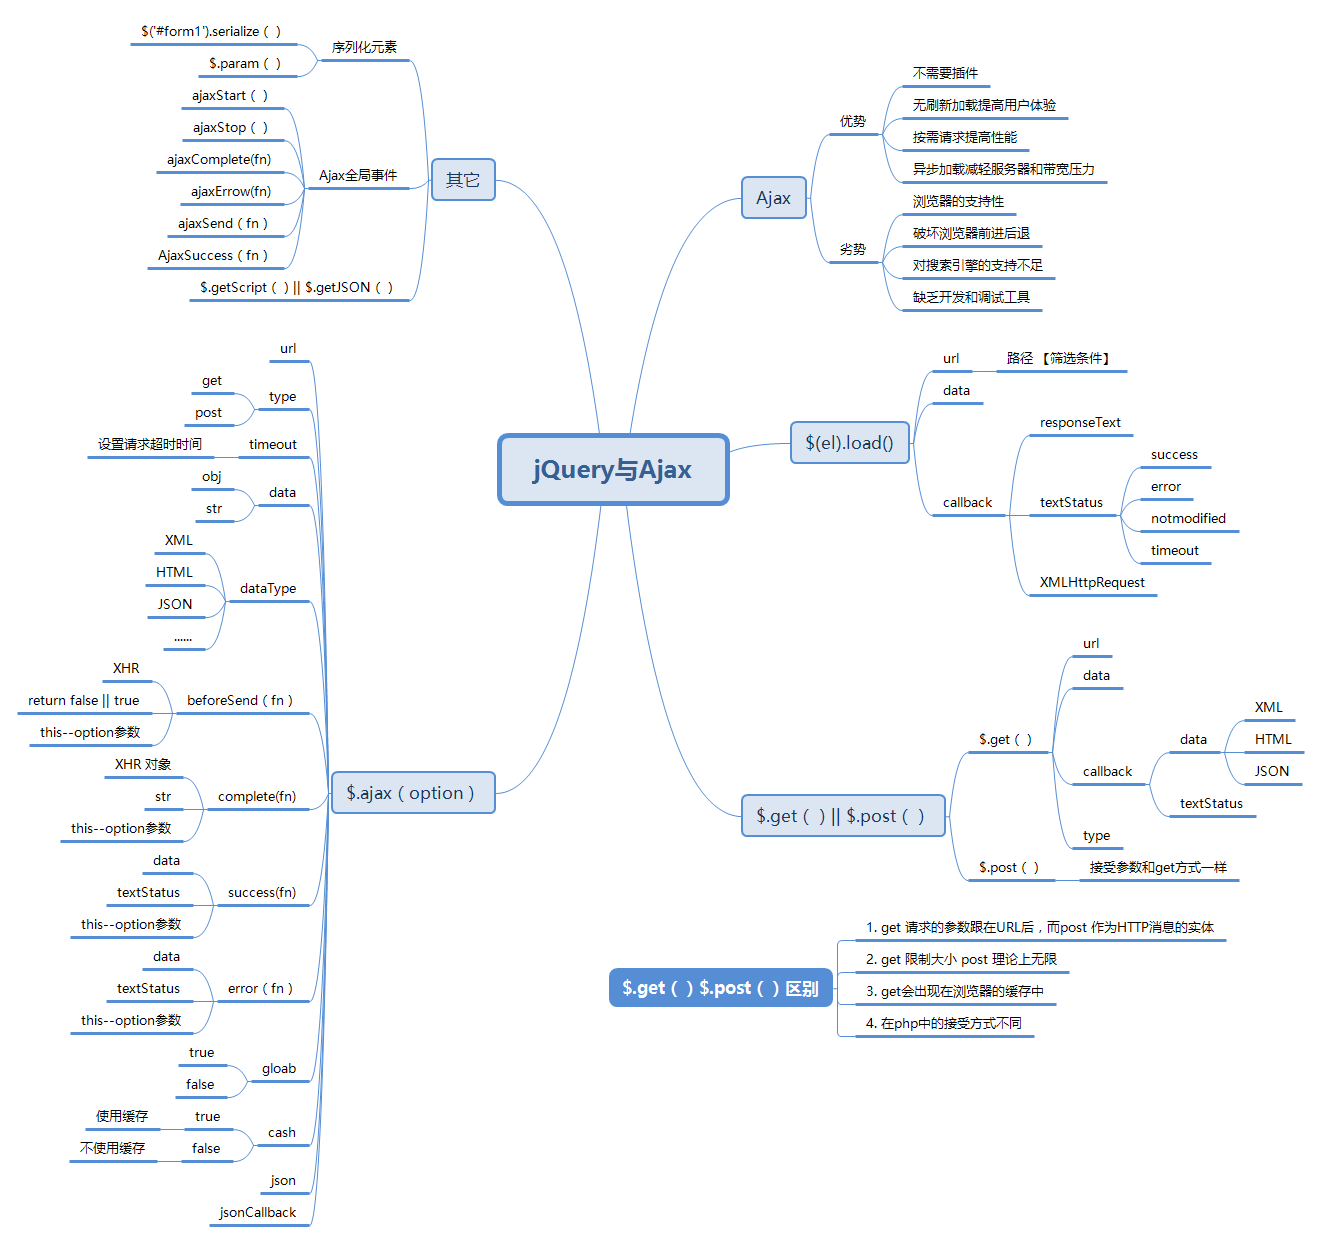 jQuery与Ajax
Ajax
优势
不需要插件
无刷新加载提高用户体验
按需请求提高性能
异步加载减轻服务器和带宽压力
劣势
浏览器的支持性
破坏浏览器前进后退
对搜索引擎的支持不足
缺乏开发和调试工具
$(el).load()
url
路径 【筛选条件】
data
callback
responseText
textStatus
success
error
notmodified
timeout
XMLHttpRequest
$.get（ ）|| $.post（ ）
$.get（ ）
url
data
callback
data
XML
HTML
JSON
textStatus
type
$.post（ ）
接受参数和get方式一样
$.get（ ）$.post（ ）区别
1. get 请求的参数跟在URL后，而post 作为HTTP消息的实体
2. get 限制大小 post 理论上无限
3. get会出现在浏览器的缓存中
4. 在php中的接受方式不同
其它
序列化元素
$('#form1').serialize（ ）
$.param（ ）
Ajax全局事件
ajaxStart（ ）
ajaxStop（ ）
ajaxComplete(fn)
ajaxErrow(fn)
ajaxSend（fn）
AjaxSuccess（fn）
$.getScript（ ）|| $.getJSON（ ）
$.ajax（option）
url
type
get
post
timeout
设置请求超时时间
data
obj
str
dataType
XML
HTML
JSON
......
beforeSend（fn）
XHR
return false || true
this--option参数
complete(fn)
XHR 对象
str
this--option参数
success(fn)
data
textStatus
this--option参数
error（fn）
data
textStatus
this--option参数
gloab
true
false
cash
true
使用缓存
false
不使用缓存
json
jsonCallback